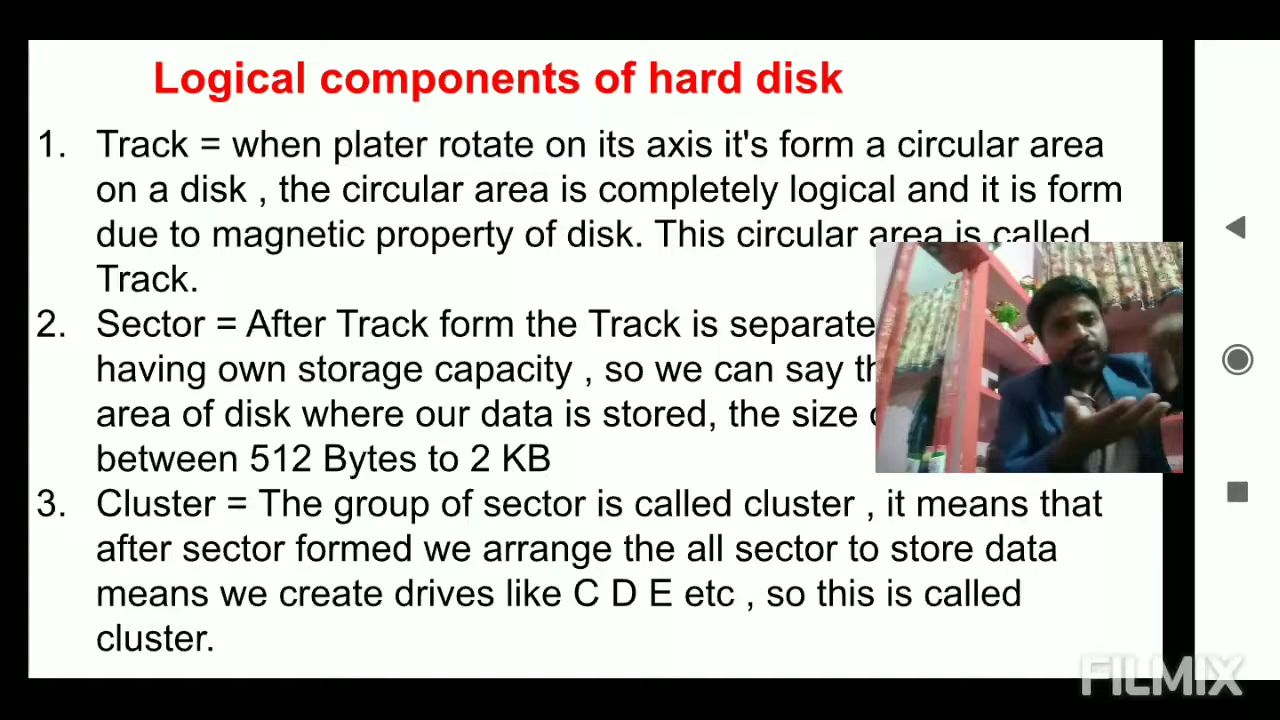 Logical components of hard disk
1. Track = when plater rotate on its axis it's form a circular area
on a disk , the circular area is completely logical and it is form
due to magnetic property of disk. This circular area is called
Track.
2. Sector = After Track form the Track is separate
having own storage capacity , so we can say
area of disk where our data is stored, the size
between 512 Bytes to 2 KB
3. Cluster = The group of sector is called cluster , it means that
after sector formed we arrange the all sector to store data
means we create drives like C D E etc , so this is called
cluster.
FILMIX